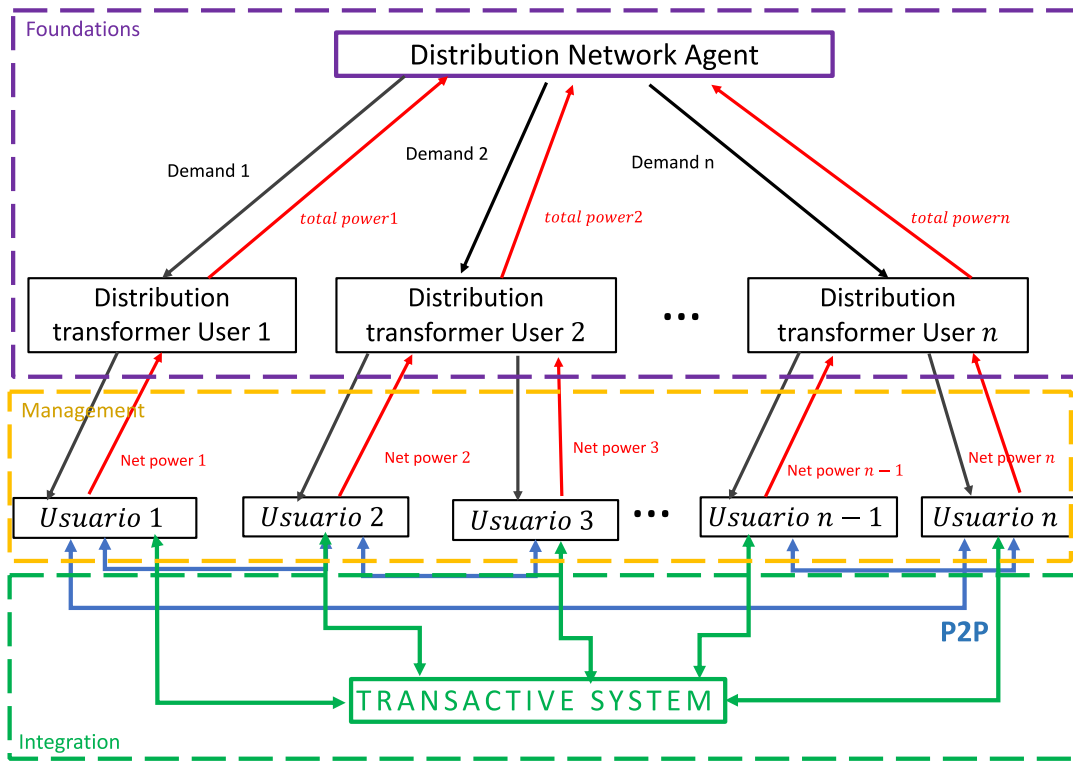 Foundations
Distribution Network Agent
Demand 1
Demand 2
Demand n
total power1
total power2
total powern
Distribution
transformer User 1
Distribution
transformer User 2
...
Distribution
transformer User n
Management
Net power 1
Net power 2
Net power 3
Net power n − 1
Net power n
Usuario 1
Usuario 2
Usuario 3
...
Usuario n − 1
Usuario n
P2P
TRANSACTIVE SYSTEM
Integration